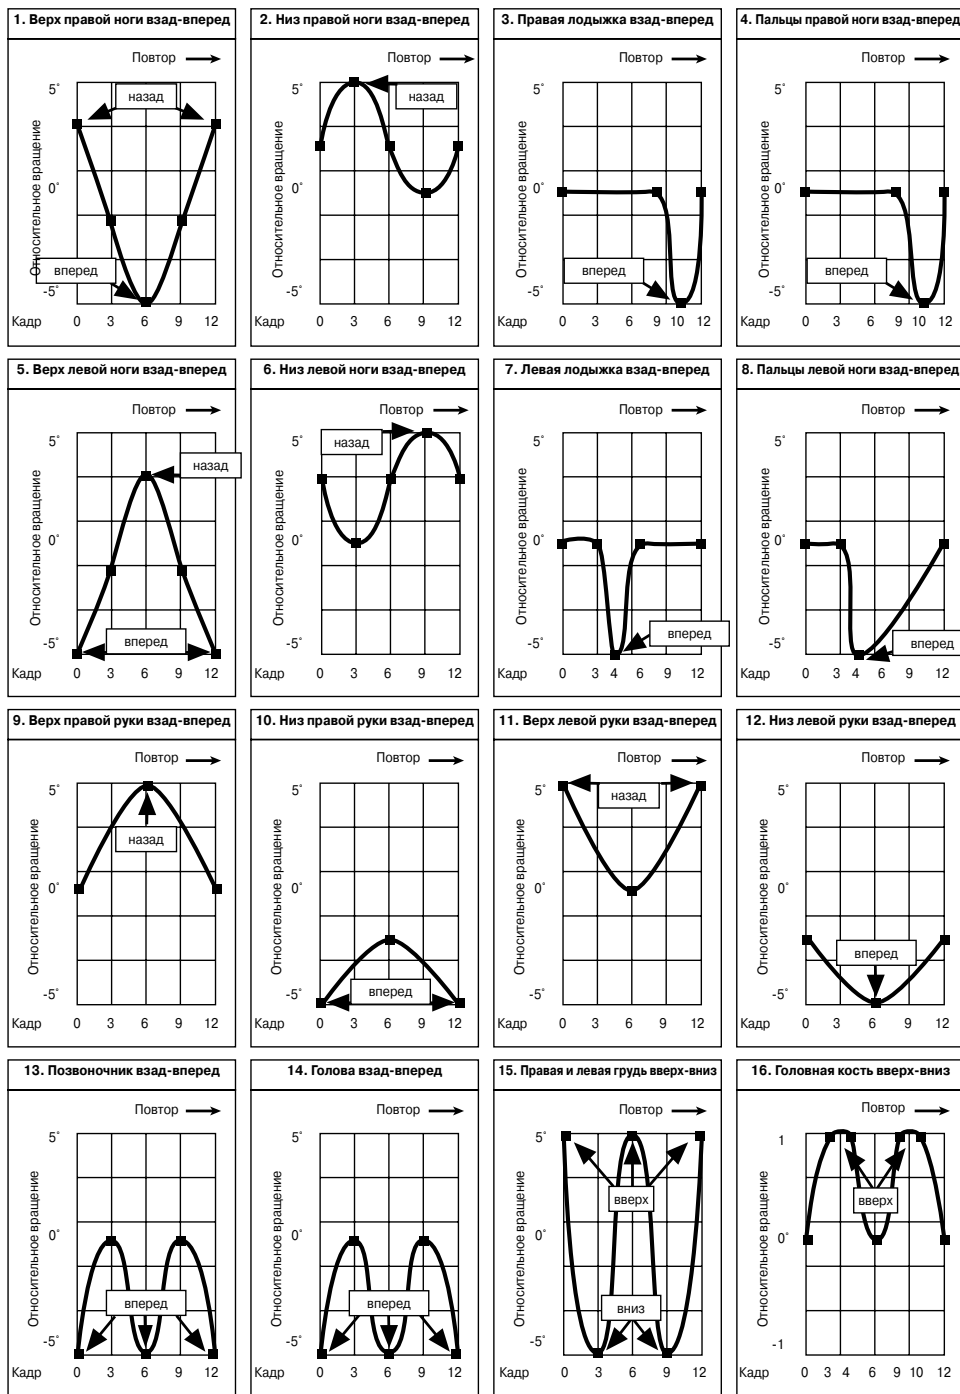 1. Верх правой ноги взад-вперед
Повтор
5˚
назад
Относительное вращение
0˚
вперед
-5˚
Кадр 0 3 6 9 12
2. Низ правой ноги взад-вперед
Повтор
5˚
назад
Относительное вращение
0˚
-5˚
Кадр 0 3 6 9 12
3. Правая лодыжка взад-вперед
Повтор
5˚
Относительное вращение
0˚
вперед
-5˚
Кадр 0 3 6 9 10 12
4. Пальцы правой ноги взад-вперед
Повтор
5˚
Относительное вращение
0˚
вперед
-5˚
Кадр 0 3 6 9 10 12
5. Верх левой ноги взад-вперед
Повтор
5˚
назад
Относительное вращение
0˚
вперед
-5˚
Кадр 0 3 6 9 12
6. Низ левой ноги взад-вперед
Повтор
5˚
назад
Относительное вращение
0˚
-5˚
Кадр 0 3 6 9 12
7. Левая лодыжка взад-вперед
Повтор
5˚
Относительное вращение
0˚
вперед
-5˚
Кадр 0 3 4 6 9 12
8. Пальцы левой ноги взад-вперед
Повтор
5˚
Относительное вращение
0˚
вперед
-5˚
Кадр 0 3 4 6 9 12
9. Верх правой руки взад-вперед
Повтор
5˚
назад
Относительное вращение
0˚
-5˚
Кадр 0 3 6 9 12
10. Низ правой руки взад-вперед
Повтор
5˚
Относительное вращение
0˚
вперед
-5˚
Кадр 0 3 6 9 12
11. Верх левой руки взад-вперед
Повтор
5˚
назад
Относительное вращение
0˚
-5˚
Кадр 0 3 6 9 12
12. Низ левой руки взад-вперед
Повтор
5˚
Относительное вращение
0˚
вперед
-5˚
Кадр 0 3 6 9 12
13. Позвоночник взад-вперед
Повтор
5˚
Относительное вращение
0˚
вперед
-5˚
Кадр 0 3 6 9 12
14. Голова взад-вперед
Повтор
5˚
Относительное вращение
0˚
вперед
-5˚
Кадр 0 3 6 9 12
15. Правая и левая грудь вверх-вниз
Повтор
5˚
вверх
Относительное вращение
0˚
вниз
-5˚
Кадр 0 3 6 9 12
16. Головная кость вверх-вниз
Повтор
1
вверх
Относительное вращение
0˚
-1
Кадр 0 3 4 6 9 10 12